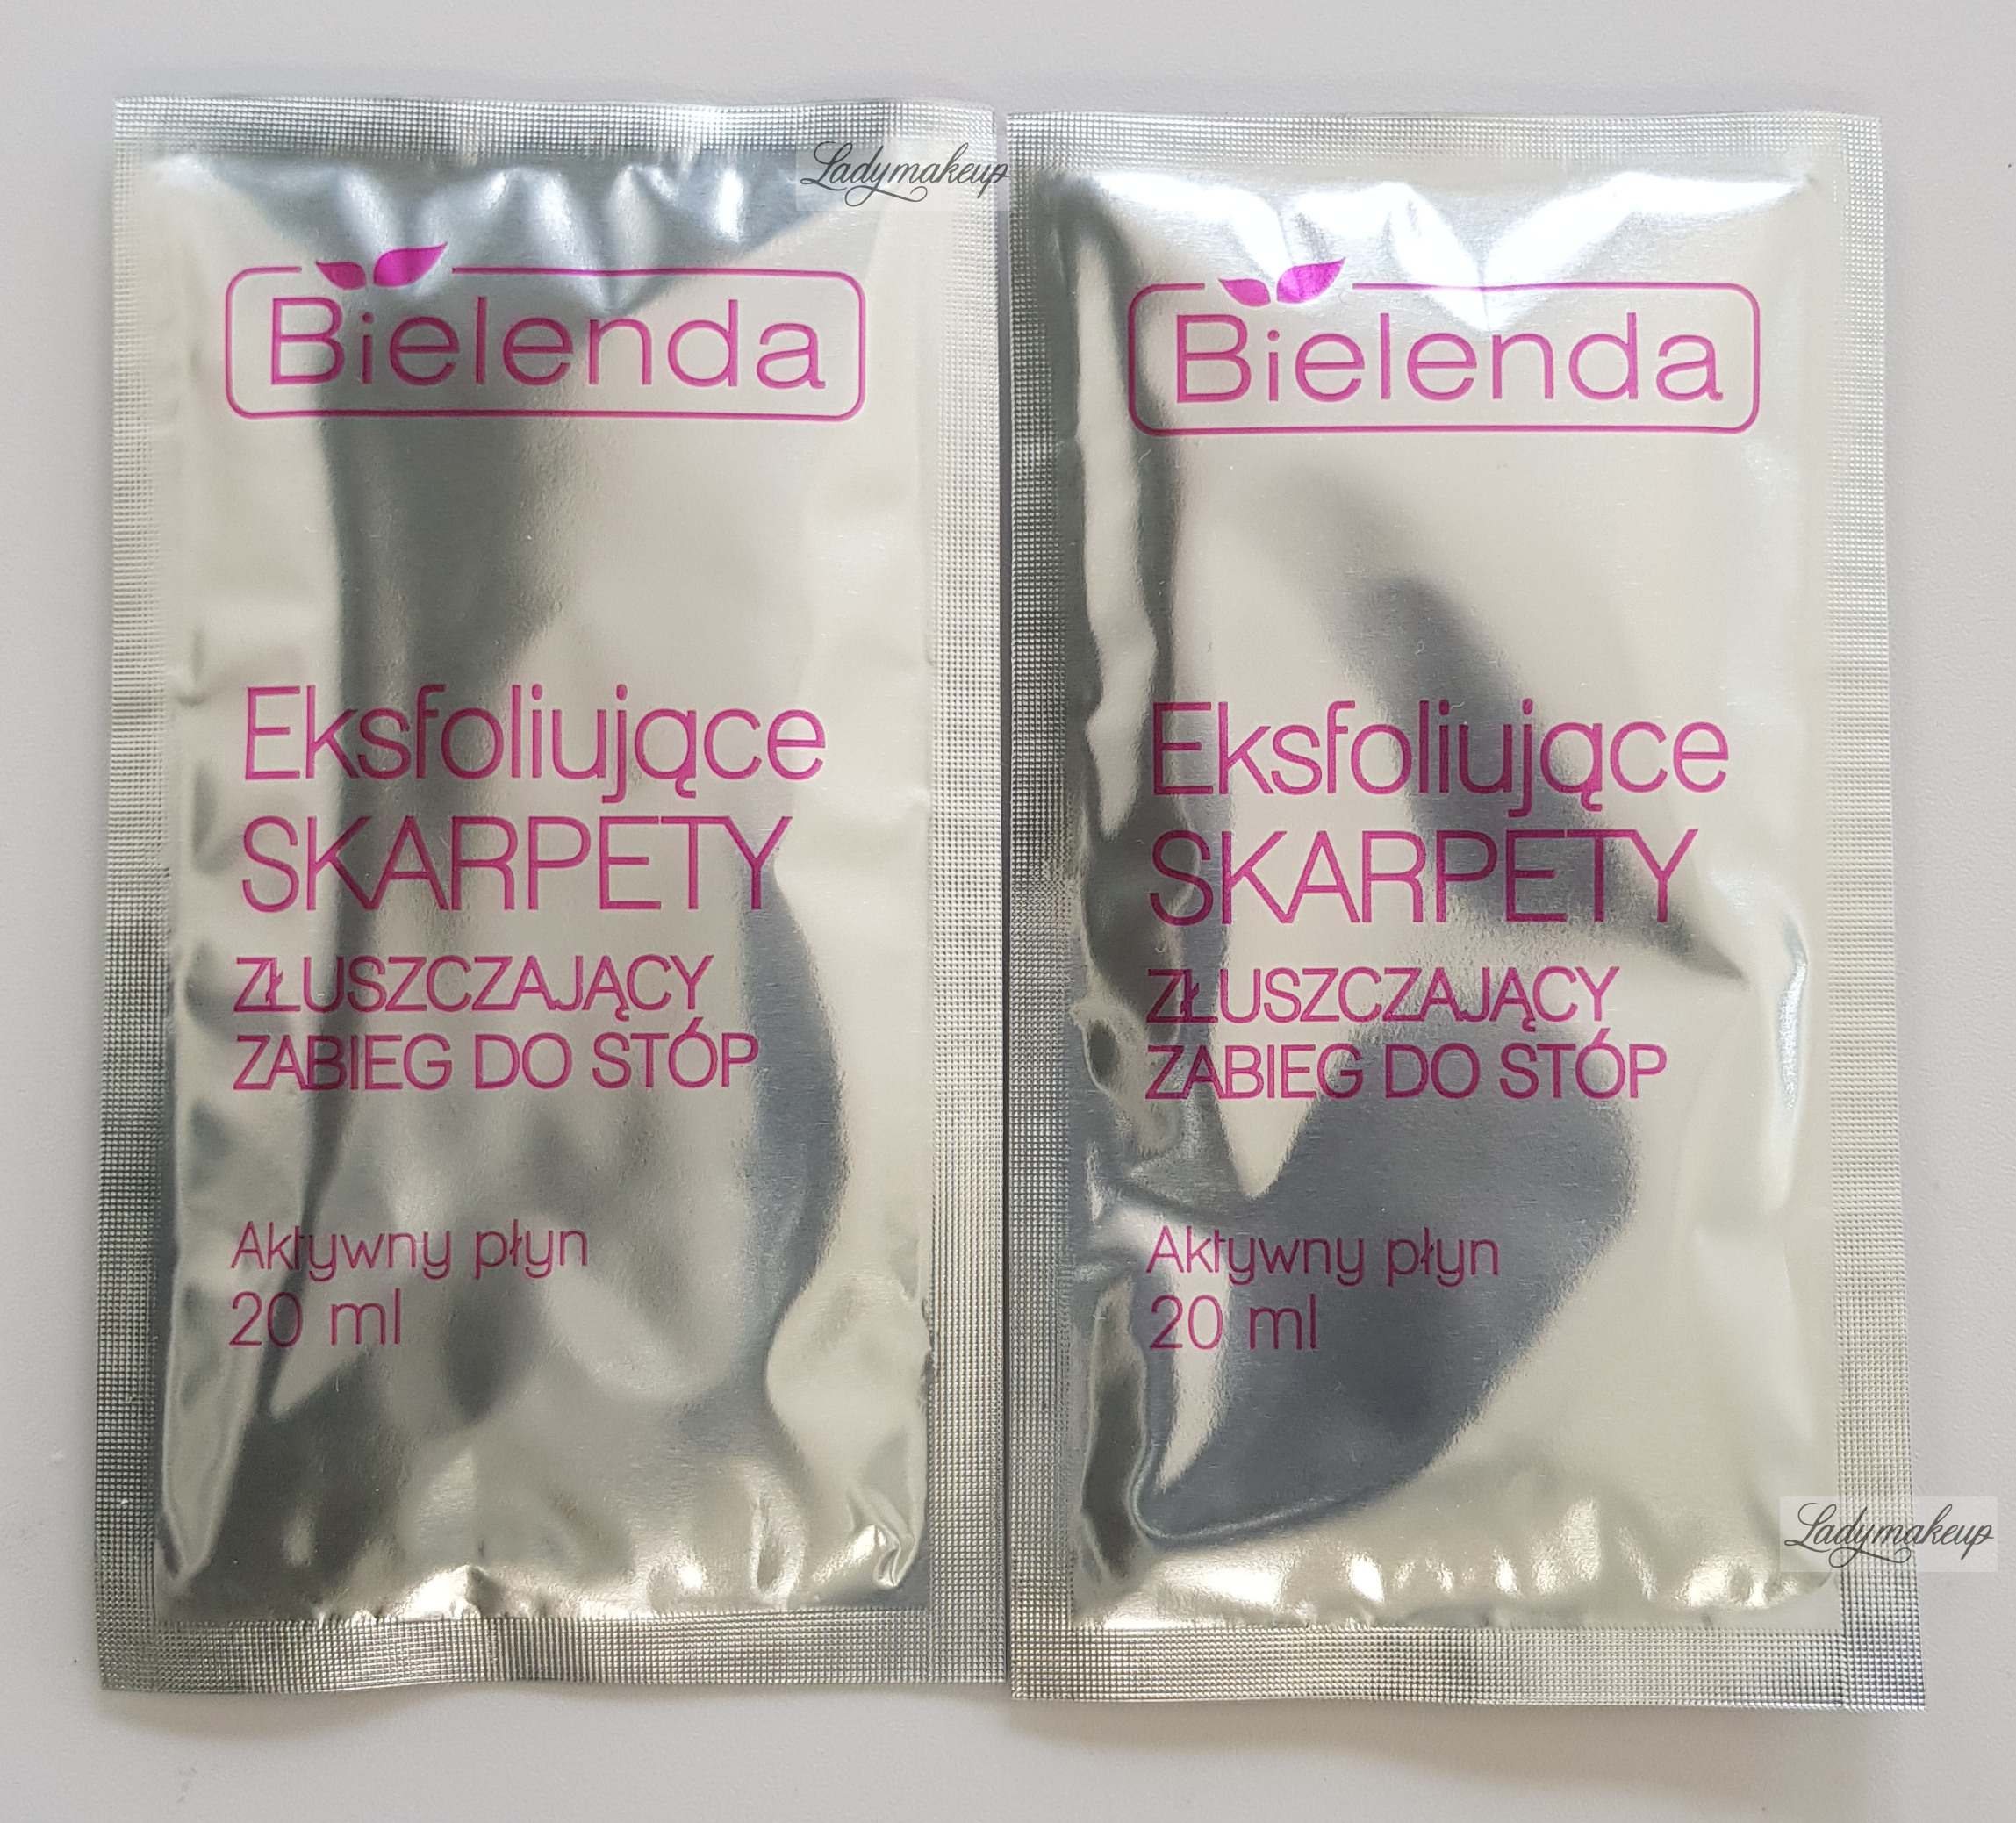 Ladymakeup
Bielenda
Eksfoliujące
SKARPETY
ZŁUSZCZAJĄCY
ZABIEG DO STÓP
Aktywny płyn
20 ml
Bielenda
Eksfoliujące
SKARPETY
ZŁUSZCZAJĄCY
ZABIEG DO STÓP
Aktywny płyn
20 ml
Ladymakeup